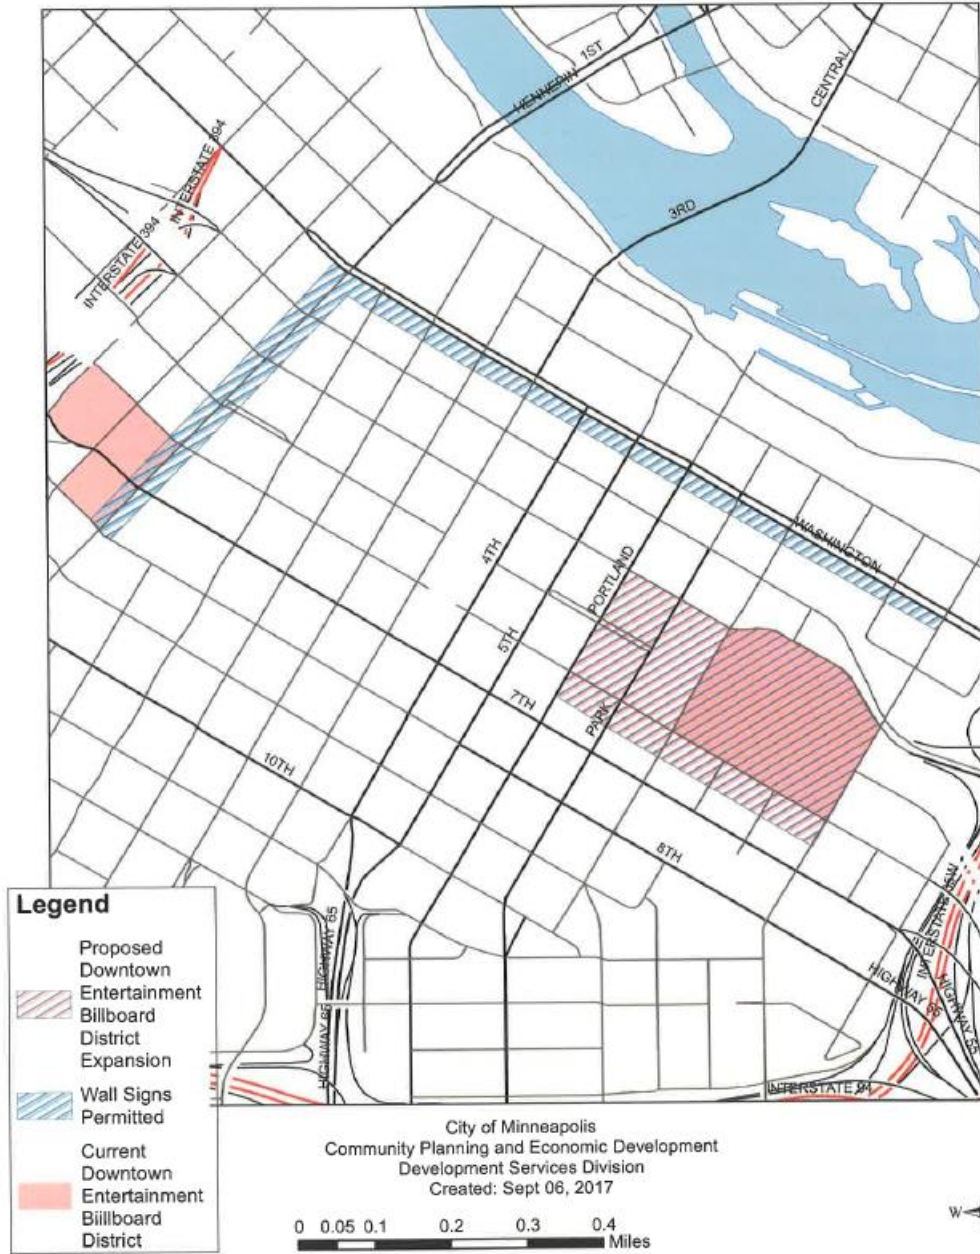 1ST
HENNEPIN
CENTRAL
INTERSTATE 394
3RD
INTERSTATE 394
WASHINGTON
4TH
PORTLAND
5TH
7TH
PARK
10TH
8TH
HIGHWAY 65
HIGHWAY
HIGHWAY 55
HIGHWAY 65
INTERSTATE
INTERSTATE 94
Legend
Proposed
Downtown
Entertainment
Billboard
District
Expansion
Wall Signs
Permitted
Current
Downtown
Entertainment
Biillboard
District
City of Minneapolis
Community Planning and Economic Development
Development Services Division
Created: Sept 06, 2017
W
0 0.05 0.1 0.2 0.3 0.4
Miles